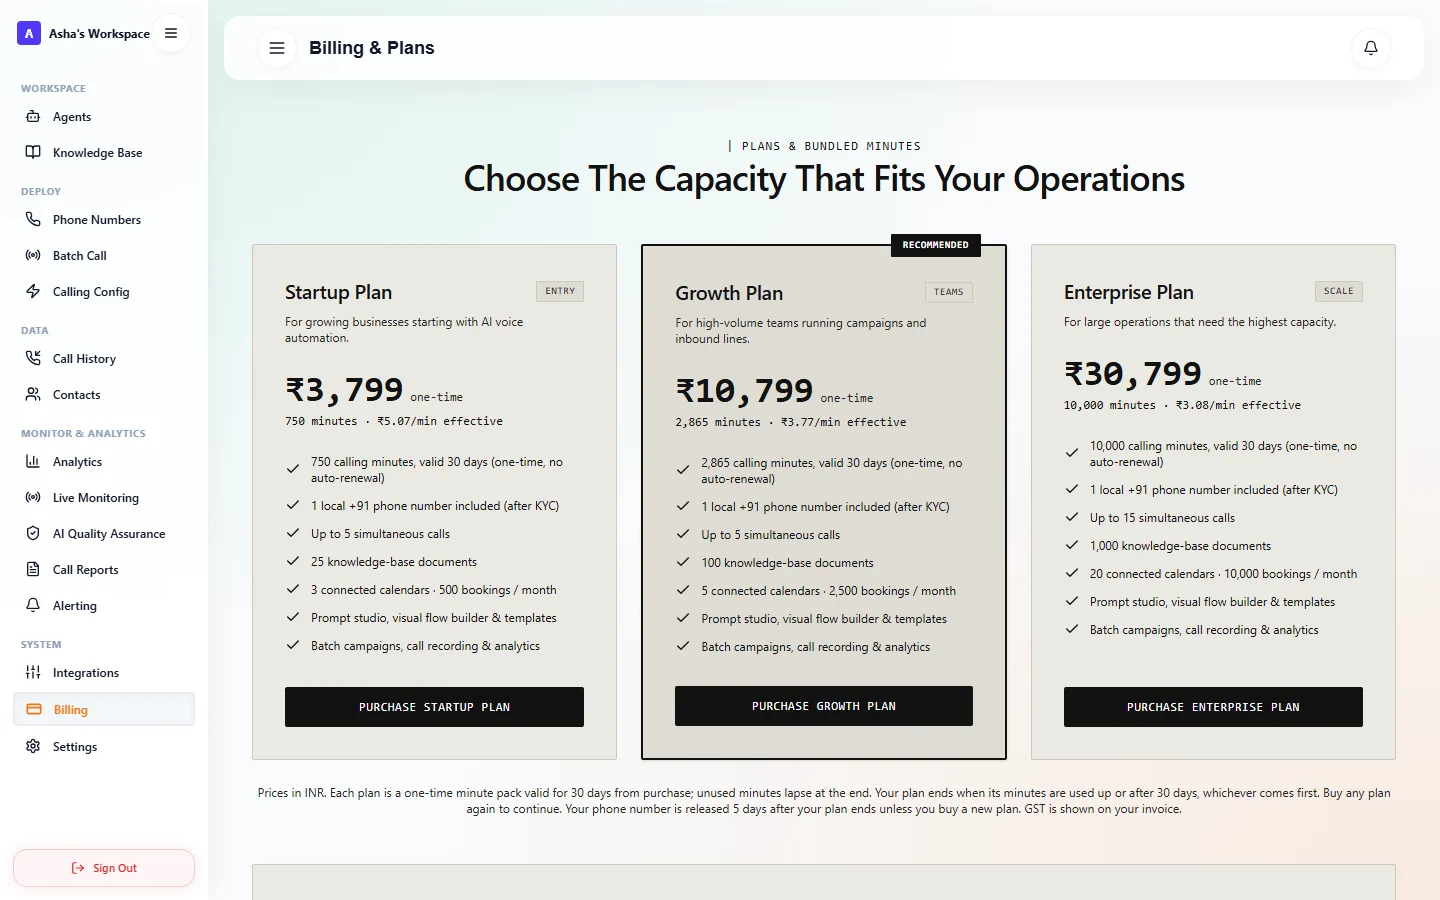 A Asha's Workspace
WORKSPACE
Agents
Knowledge Base
DEPLOY
Phone Numbers
Batch Call
Calling Config
DATA
Call History
Contacts
MONITOR & ANALYTICS
Analytics
Live Monitoring
AI Quality Assurance
Call Reports
Alerting
SYSTEM
Integrations
Billing
Settings
Sign Out
Billing & Plans
| PLANS & BUNDLED MINUTES
Choose The Capacity That Fits Your Operations
Startup Plan
ENTRY
For growing businesses starting with AI voice
automation.
₹3,799 one-time
750 minutes · ₹5.07/min effective
750 calling minutes, valid 30 days (one-time, no
auto-renewal)
1 local +91 phone number included (after KYC)
Up to 5 simultaneous calls
25 knowledge-base documents
3 connected calendars · 500 bookings / month
Prompt studio, visual flow builder & templates
Batch campaigns, call recording & analytics
PURCHASE STARTUP PLAN
RECOMMENDED
Growth Plan
TEAMS
For high-volume teams running campaigns and
inbound lines.
₹10,799 one-time
2,865 minutes · ₹3.77/min effective
2,865 calling minutes, valid 30 days (one-time, no
auto-renewal)
1 local +91 phone number included (after KYC)
Up to 5 simultaneous calls
100 knowledge-base documents
5 connected calendars · 2,500 bookings / month
Prompt studio, visual flow builder & templates
Batch campaigns, call recording & analytics
PURCHASE GROWTH PLAN
Enterprise Plan
SCALE
For large operations that need the highest capacity.
₹30,799 one-time
10,000 minutes · ₹3.08/min effective
10,000 calling minutes, valid 30 days (one-time, no
auto-renewal)
1 local +91 phone number included (after KYC)
Up to 15 simultaneous calls
1,000 knowledge-base documents
20 connected calendars · 10,000 bookings / month
Prompt studio, visual flow builder & templates
Batch campaigns, call recording & analytics
PURCHASE ENTERPRISE PLAN
Prices in INR. Each plan is a one-time minute pack valid for 30 days from purchase; unused minutes lapse at the end. Your plan ends when its minutes are used up or after 30 days, whichever comes first. Buy any plan
again to continue. Your phone number is released 5 days after your plan ends unless you buy a new plan. GST is shown on your invoice.